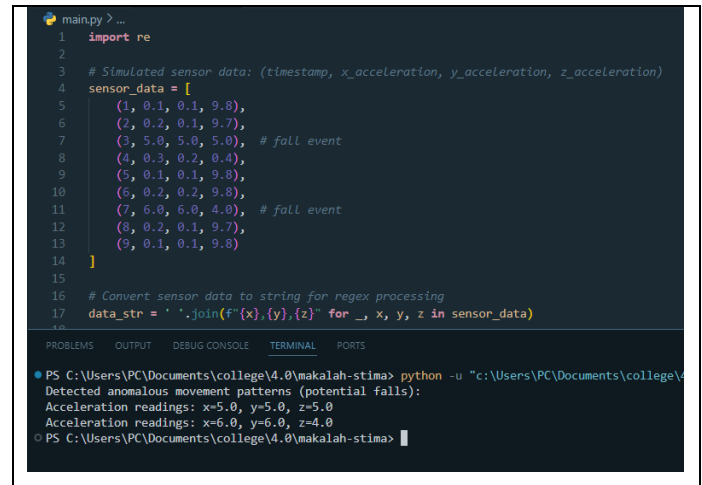 main.py > ...
1 import re
2
3 # Simulated sensor data: (timestamp, x_acceleration, y_acceleration, z_acceleration)
4 sensor_data = [
5     (1, 0.1, 0.1, 9.8),
6     (2, 0.2, 0.1, 9.7),
7     (3, 5.0, 5.0, 5.0),  # fall event
8     (4, 0.3, 0.2, 0.4),
9     (5, 0.1, 0.1, 9.8),
10     (6, 0.2, 0.2, 9.8),
11     (7, 6.0, 6.0, 4.0),  # fall event
12     (8, 0.2, 0.1, 9.7),
13     (9, 0.1, 0.1, 9.8)
14 ]
15
16 # Convert sensor data to string for regex processing
17 data_str = ' '.join(f"{x},{y},{z}" for _, x, y, z in sensor_data)
PROBLEMS OUTPUT DEBUG CONSOLE TERMINAL PORTS
PS C:\Users\PC\Documents\college\4.0\makalah-stima> python -u "c:\Users\PC\Documents\college\4
Detected anomalous movement patterns (potential falls):
Acceleration readings: x=5.0, y=5.0, z=5.0
Acceleration readings: x=6.0, y=6.0, z=4.0
PS C:\Users\PC\Documents\college\4.0\makalah-stima>